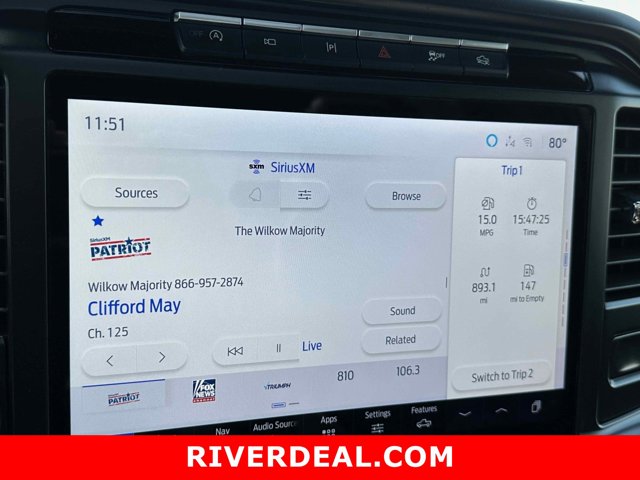 OFF
P
OFF
11:51
80°
sxm SiriusXM
Sources
Browse
SiriusXM
PATRIOT
The Wilkow Majority
Wilkow Majority 866-957-2874
Clifford May
Ch. 125
Sound
Related
Live
PATRIOT
FOX
NEWS
TRIUMPH
810
106.3
Trip 1
15.0
MPG
15:47:25
Time
893.1
mi
147
mi to Empty
Switch to Trip 2
Nav
Audio Source
Apps
Settings
Features
RIVERDEAL.COM